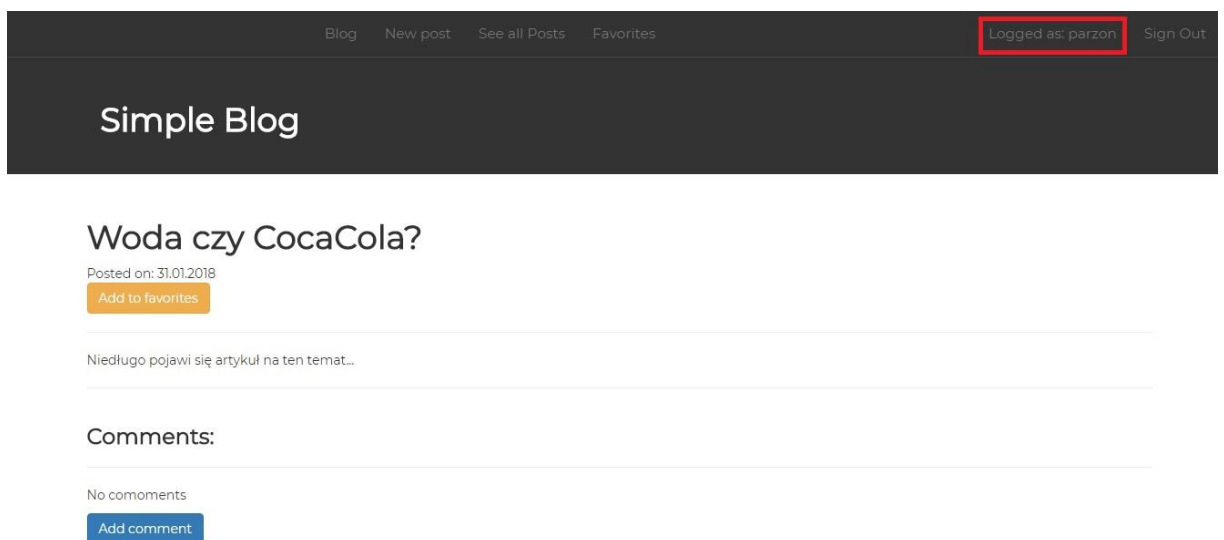 Blog New post See all Posts Favorites Logged as: parzon Sign Out
Simple Blog
Woda czy CocaCola?
Posted on: 31.01.2018
Add to favorites
Niedługo pojawi się artykuł na ten temat...
Comments:
No comoments
Add comment